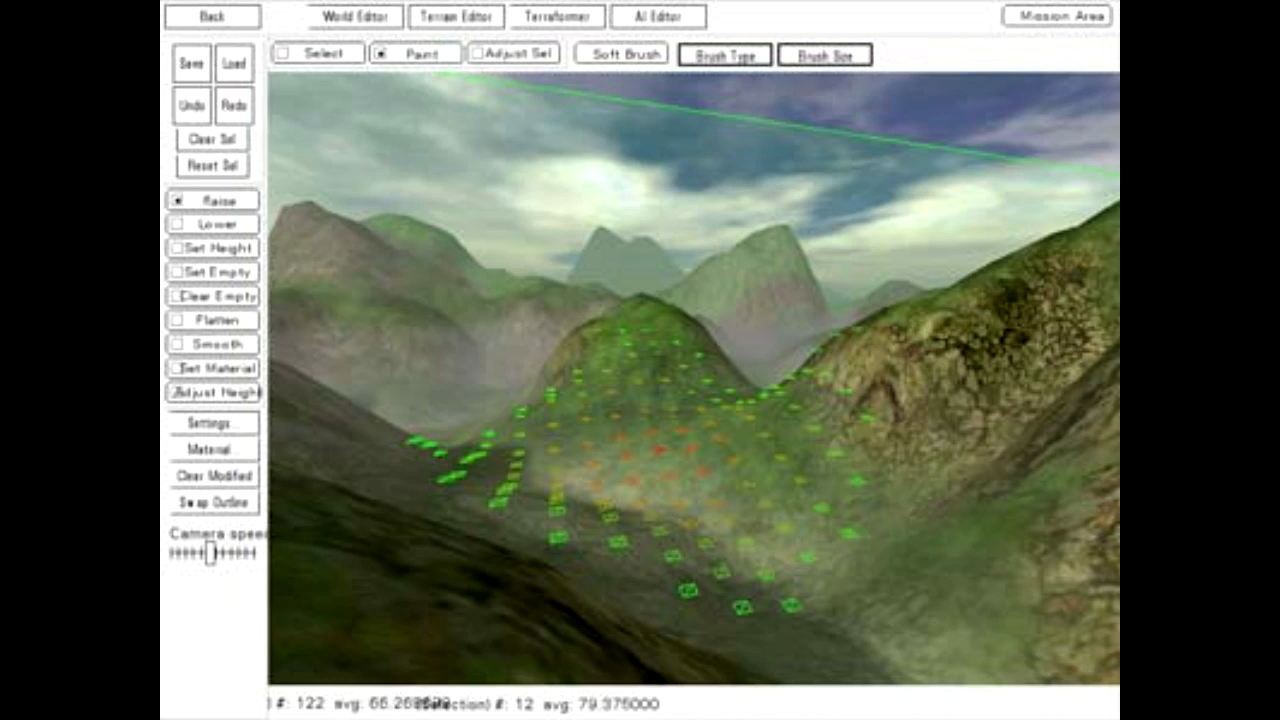 Back World Editor Terrain Editor Terraformer AI Editor Mission Area
Select Paint Adjust Sel Soft Brush Brush Type Brush Size
Save Load
Undo Redo
Clear Sel
Reset Sel
Raise
Lower
Set Height
Set Empty
Clear Empty
Flatten
Smooth
Set Material
Adjust Heigh
Settings...
Material...
Clear Modified
Swap Outline
Camera spee
) #: 122 avg: (Selection) #: 12 avg: 79.375000